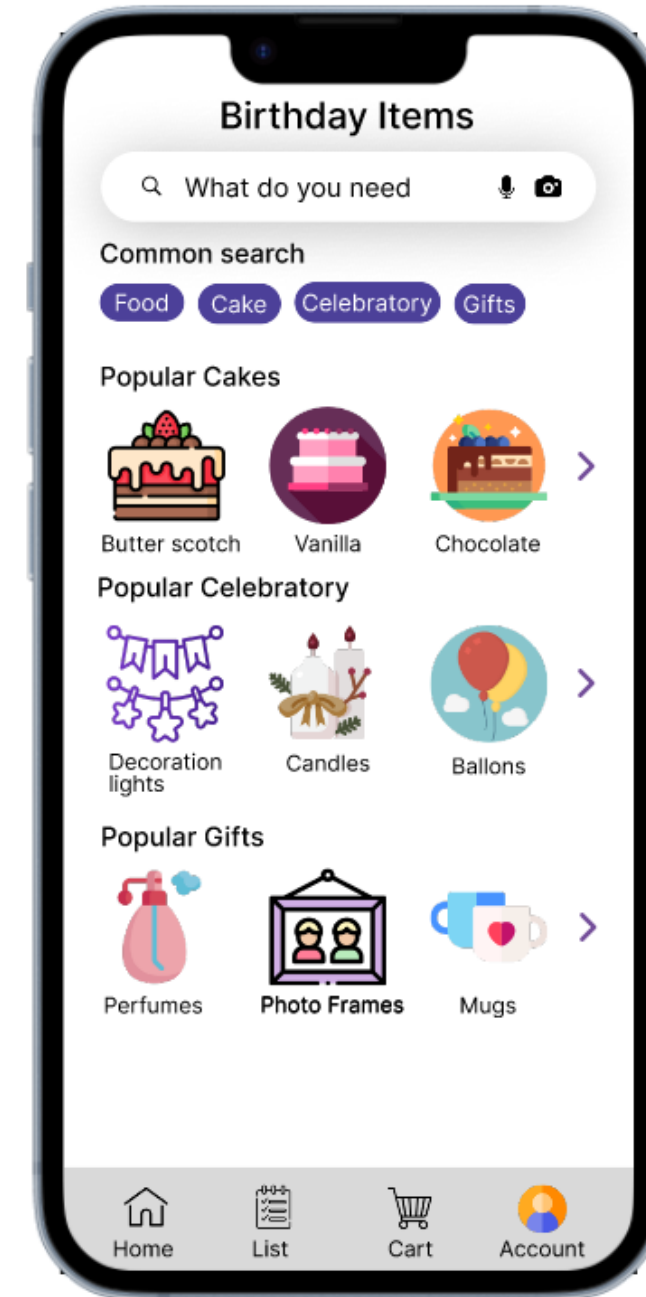 Birthday Items
What do you need
Common search
Food Cake Celebratory Gifts
Popular Cakes
Butter scotch Vanilla Chocolate
Popular Celebratory
Decoration lights Candles Ballons
Popular Gifts
Perfumes Photo Frames Mugs
Home List Cart Account